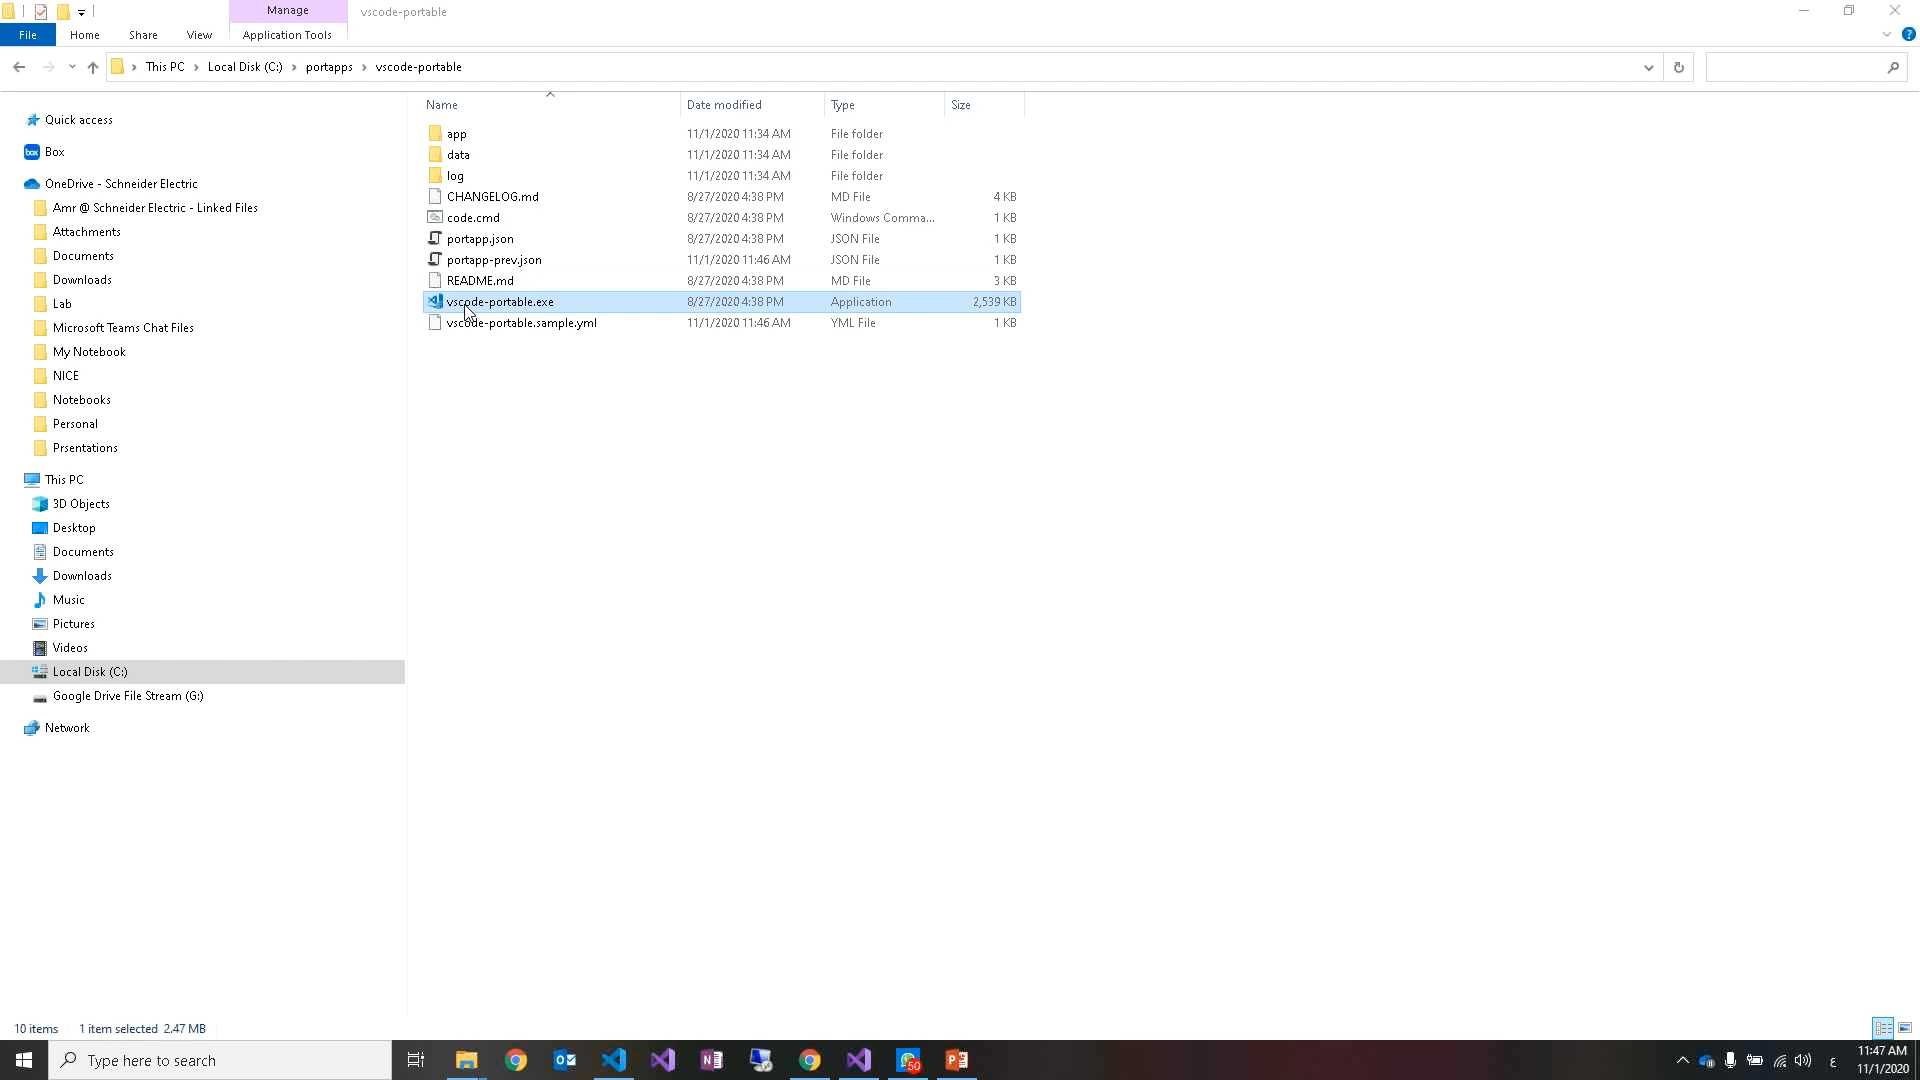 Manage
vscode-portable
File
Home
Share
View
Application Tools
This PC
Local Disk (C:)
portapps
vscode-portable
Name
Date modified
Type
Size
Quick access
box
Box
OneDrive - Schneider Electric
Amr @ Schneider Electric - Linked Files
Attachments
Documents
Downloads
Lab
Microsoft Teams Chat Files
My Notebook
NICE
Notebooks
Personal
Prsentations
This PC
3D Objects
Desktop
Documents
Downloads
Music
Pictures
Videos
Local Disk (C:)
Google Drive File Stream (G:)
Network
app 11/1/2020 11:34 AM File folder
data 11/1/2020 11:34 AM File folder
log 11/1/2020 11:34 AM File folder
CHANGELOG.md 8/27/2020 4:38 PM MD File 4 KB
code.cmd 8/27/2020 4:38 PM Windows Comma... 1 KB
portapp.json 8/27/2020 4:38 PM JSON File 1 KB
portapp-prev.json 11/1/2020 11:46 AM JSON File 1 KB
README.md 8/27/2020 4:38 PM MD File 3 KB
vscode-portable.exe 8/27/2020 4:38 PM Application 2,539 KB
vscode-portable.sample.yml 11/1/2020 11:46 AM YML File 1 KB
10 items
1 item selected 2.47 MB
Type here to search
50
ع
11:47 AM
11/1/2020